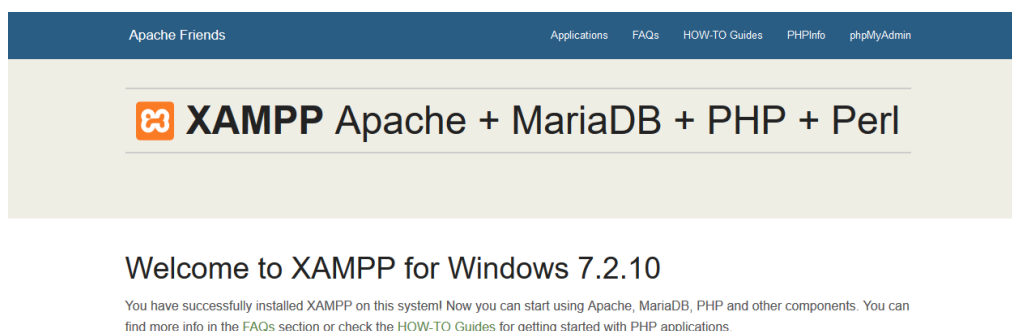 Apache Friends Applications FAQs HOW-TO Guides PHPInfo phpMyAdmin
XAMPP Apache + MariaDB + PHP + Perl
Welcome to XAMPP for Windows 7.2.10
You have successfully installed XAMPP on this system! Now you can start using Apache, MariaDB, PHP and other components. You can
find more info in the FAQs section or check the HOW-TO Guides for getting started with PHP applications.